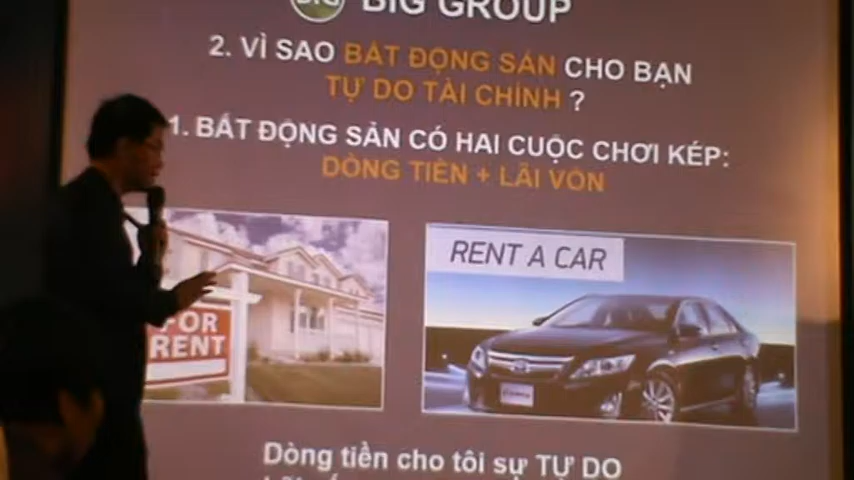 BIG GROUP
2. VÌ SAO BẤT ĐỘNG SẢN CHO BẠN
TỰ DO TÀI CHÍNH ?
1. BẤT ĐỘNG SẢN CÓ HAI CUỘC CHƠI KÉP:
DÒNG TIỀN + LÃI VỐN
FOR
RENT
RENT A CAR
Dòng tiền cho tôi sự TỰ DO